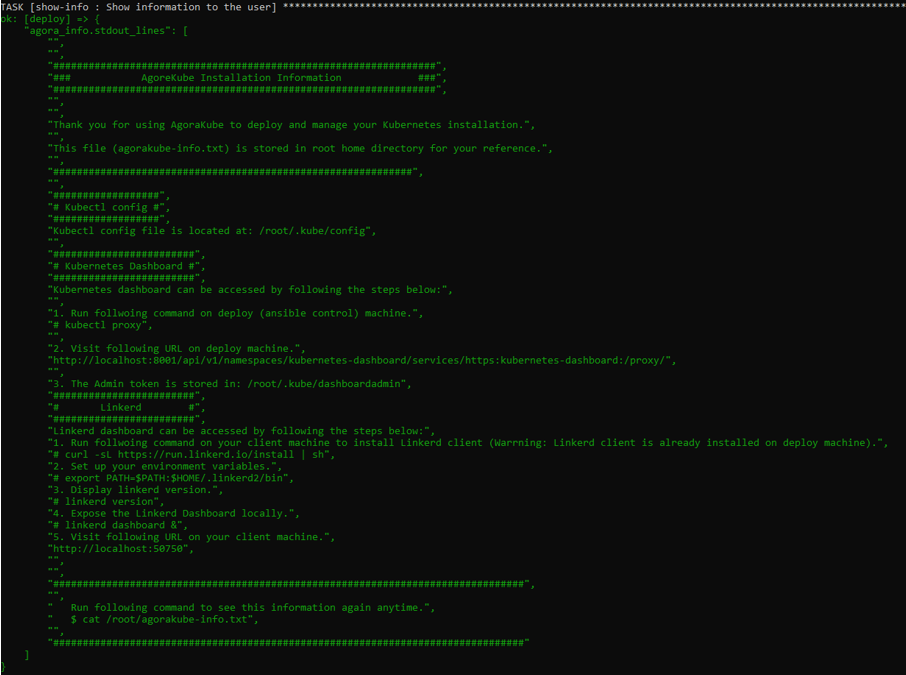 TASK [show-info : Show information to the user] ****************************************************************************************************
ok: [deploy] => {
    "agora_info.stdout_lines": [
        "",
        "",
        "#################################################################",
        "###            AgoreKube Installation Information             ###",
        "#################################################################",
        "",
        "",
        "Thank you for using AgoraKube to deploy and manage your Kubernetes installation.",
        "",
        "This file (agorakube-info.txt) is stored in root home directory for your reference.",
        "",
        "#############################################################",
        "",
        "##################",
        "# Kubectl config #",
        "##################",
        "Kubectl config file is located at: /root/.kube/config",
        "",
        "########################",
        "# Kubernetes Dashboard #",
        "########################",
        "Kubernetes dashboard can be accessed by following the steps below:",
        "",
        "1. Run follwoing command on deploy (ansible control) machine.",
        "# kubectl proxy",
        "",
        "2. Visit following URL on deploy machine.",
        "http://localhost:8001/api/v1/namespaces/kubernetes-dashboard/services/https:kubernetes-dashboard:/proxy/",
        "",
        "3. The Admin token is stored in: /root/.kube/dashboardadmin",
        "########################",
        "#       Linkerd        #",
        "########################",
        "Linkerd dashboard can be accessed by following the steps below:",
        "1. Run follwoing command on your client machine to install Linkerd client (Warrning: Linkerd client is already installed on deploy machine).",
        "# curl -sL https://run.linkerd.io/install | sh",
        "2. Set up your environment variables.",
        "# export PATH=$PATH:$HOME/.linkerd2/bin",
        "3. Display linkerd version.",
        "# linkerd version",
        "4. Expose the Linkerd Dashboard locally.",
        "# linkerd dashboard &",
        "5. Visit following URL on your client machine.",
        "http://localhost:50750",
        "",
        "",
        "################################################################################",
        "",
        "   Run following command to see this information again anytime.",
        "   $ cat /root/agorakube-info.txt",
        "",
        "################################################################################"
    ]
}